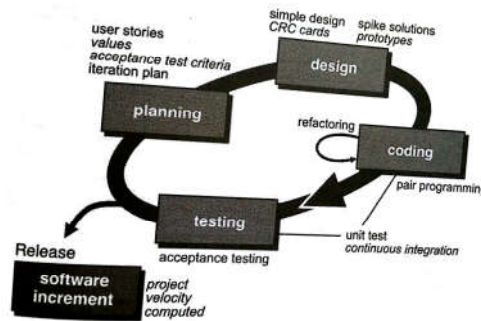 user stories
values
acceptance test criteria
iteration plan
simple design
CRC cards
spike solutions
prototypes
design
planning
refactoring
coding
pair programmin
testing
acceptance testing
unit test
continuous integration
Release
software
increment
project
velocity
computed